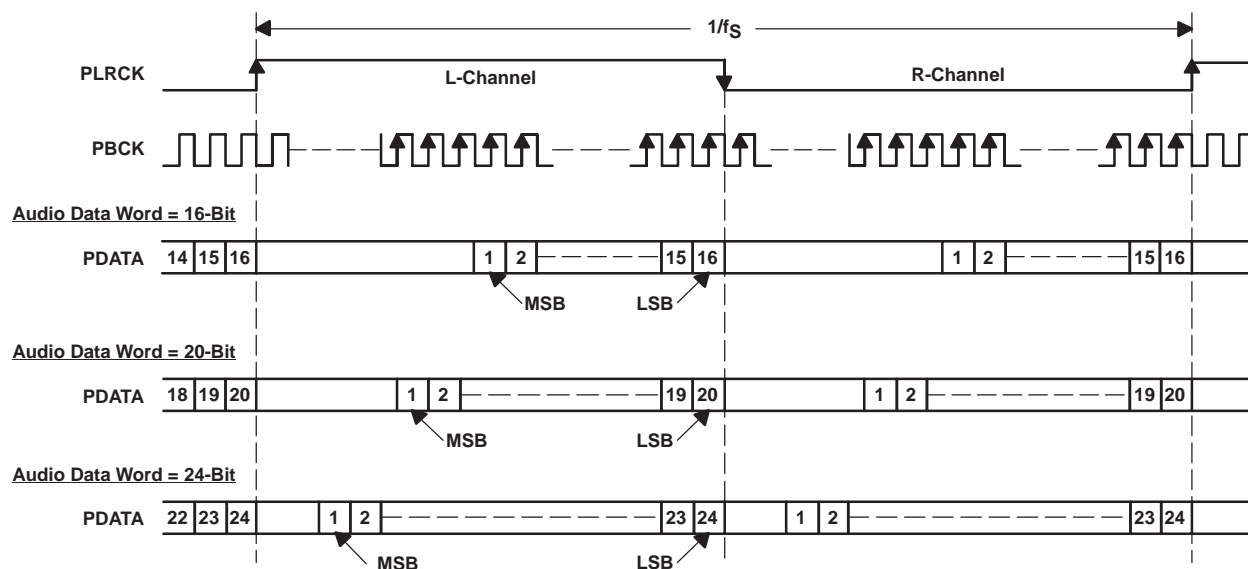 1/fS
PLRCK L-Channel R-Channel
PBCK
Audio Data Word = 16-Bit
PDATA 14 15 16 1 2 15 16 1 2 15 16
MSB LSB
Audio Data Word = 20-Bit
PDATA 18 19 20 1 2 19 20 1 2 19 20
MSB LSB
Audio Data Word = 24-Bit
PDATA 22 23 24 1 2 23 24 1 2 23 24
MSB LSB